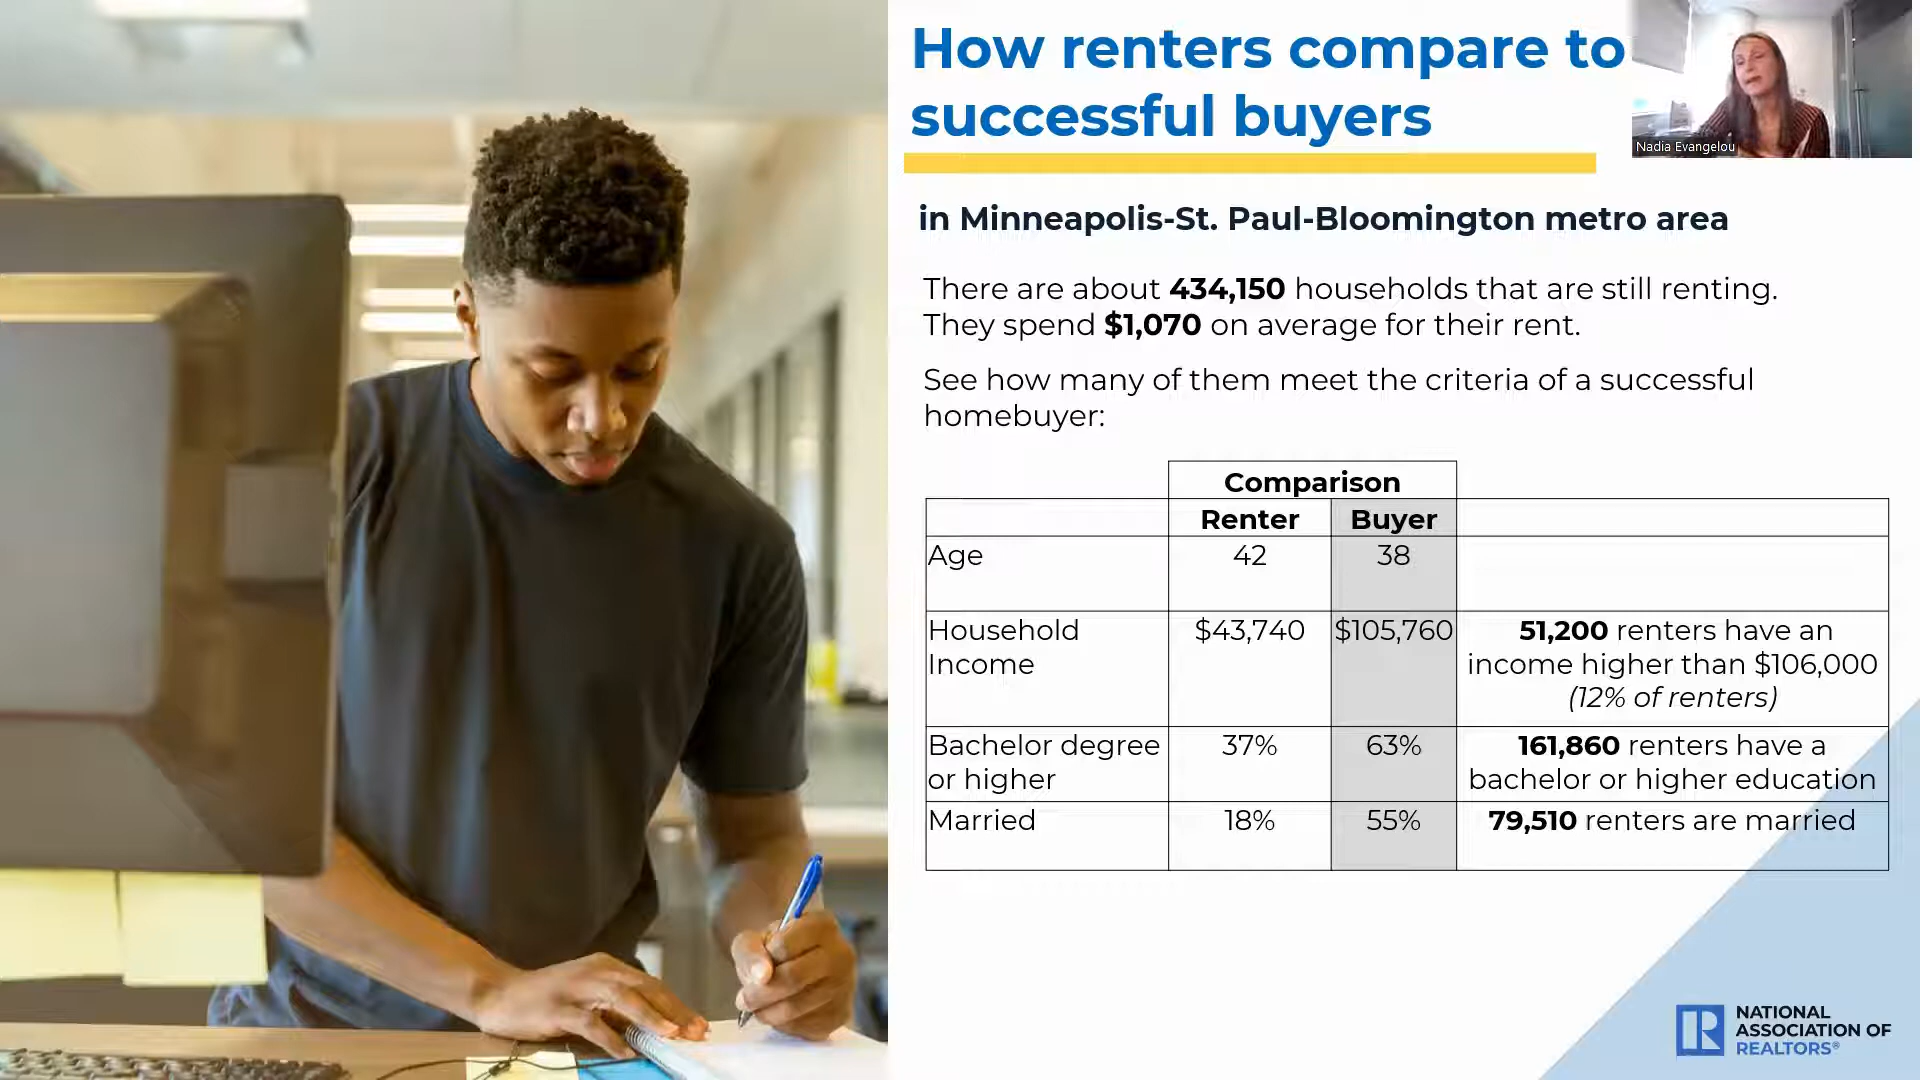 How renters compare to
successful buyers
Nadia Evangelou
in Minneapolis-St. Paul-Bloomington metro area
There are about 434,150 households that are still renting.
They spend $1,070 on average for their rent.
See how many of them meet the criteria of a successful
homebuyer:
Comparison
Renter Buyer
Age 42 38
Household $43,740 $105,760 51,200 renters have an
Income income higher than $106,000
(12% of renters)
Bachelor degree 37% 63% 161,860 renters have a
or higher bachelor or higher education
Married 18% 55% 79,510 renters are married
NATIONAL
ASSOCIATION OF
REALTORS®